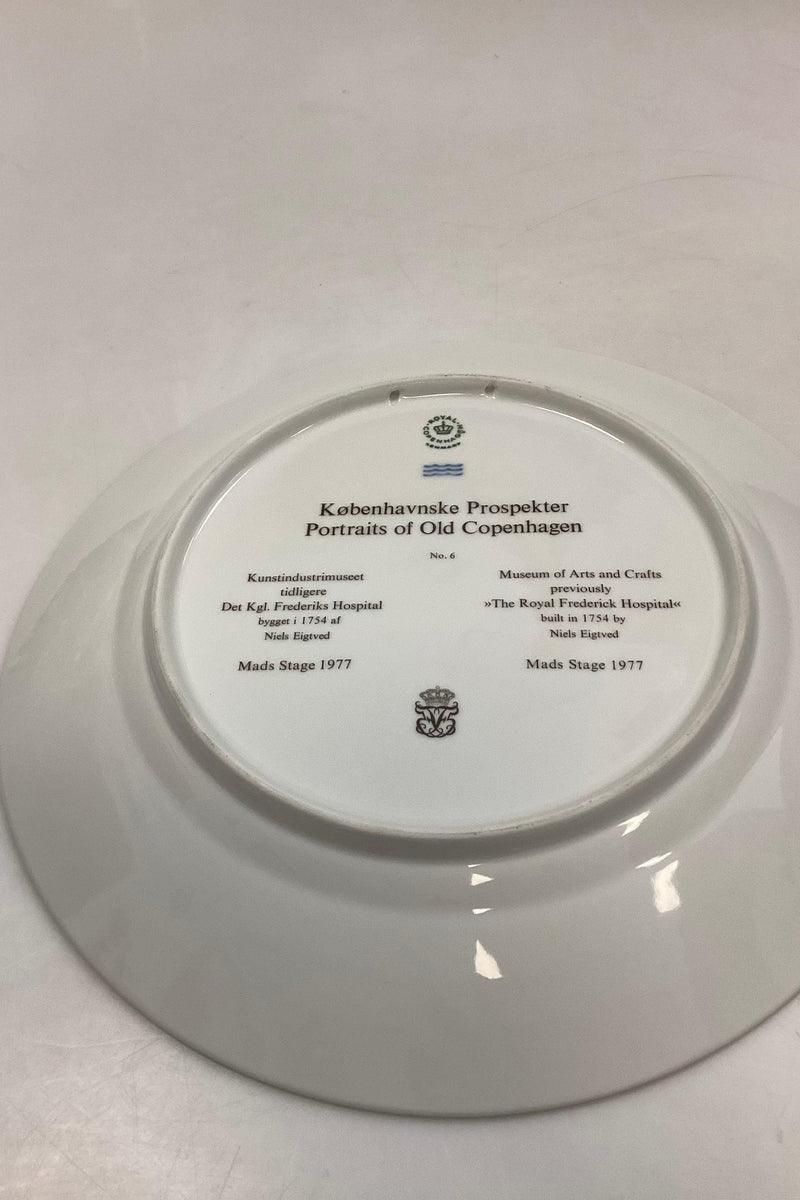 ROYAL
COPENHAGEN
DENMARK
Københavnske Prospekter
Portraits of Old Copenhagen
No. 6
Kunstindustrimuseet
tidligere
Det Kgl. Frederiks Hospital
bygget i 1754 af
Niels Eigtved
Mads Stage 1977
Museum of Arts and Crafts
previously
»The Royal Frederick Hospital«
built in 1754 by
Niels Eigtved
Mads Stage 1977